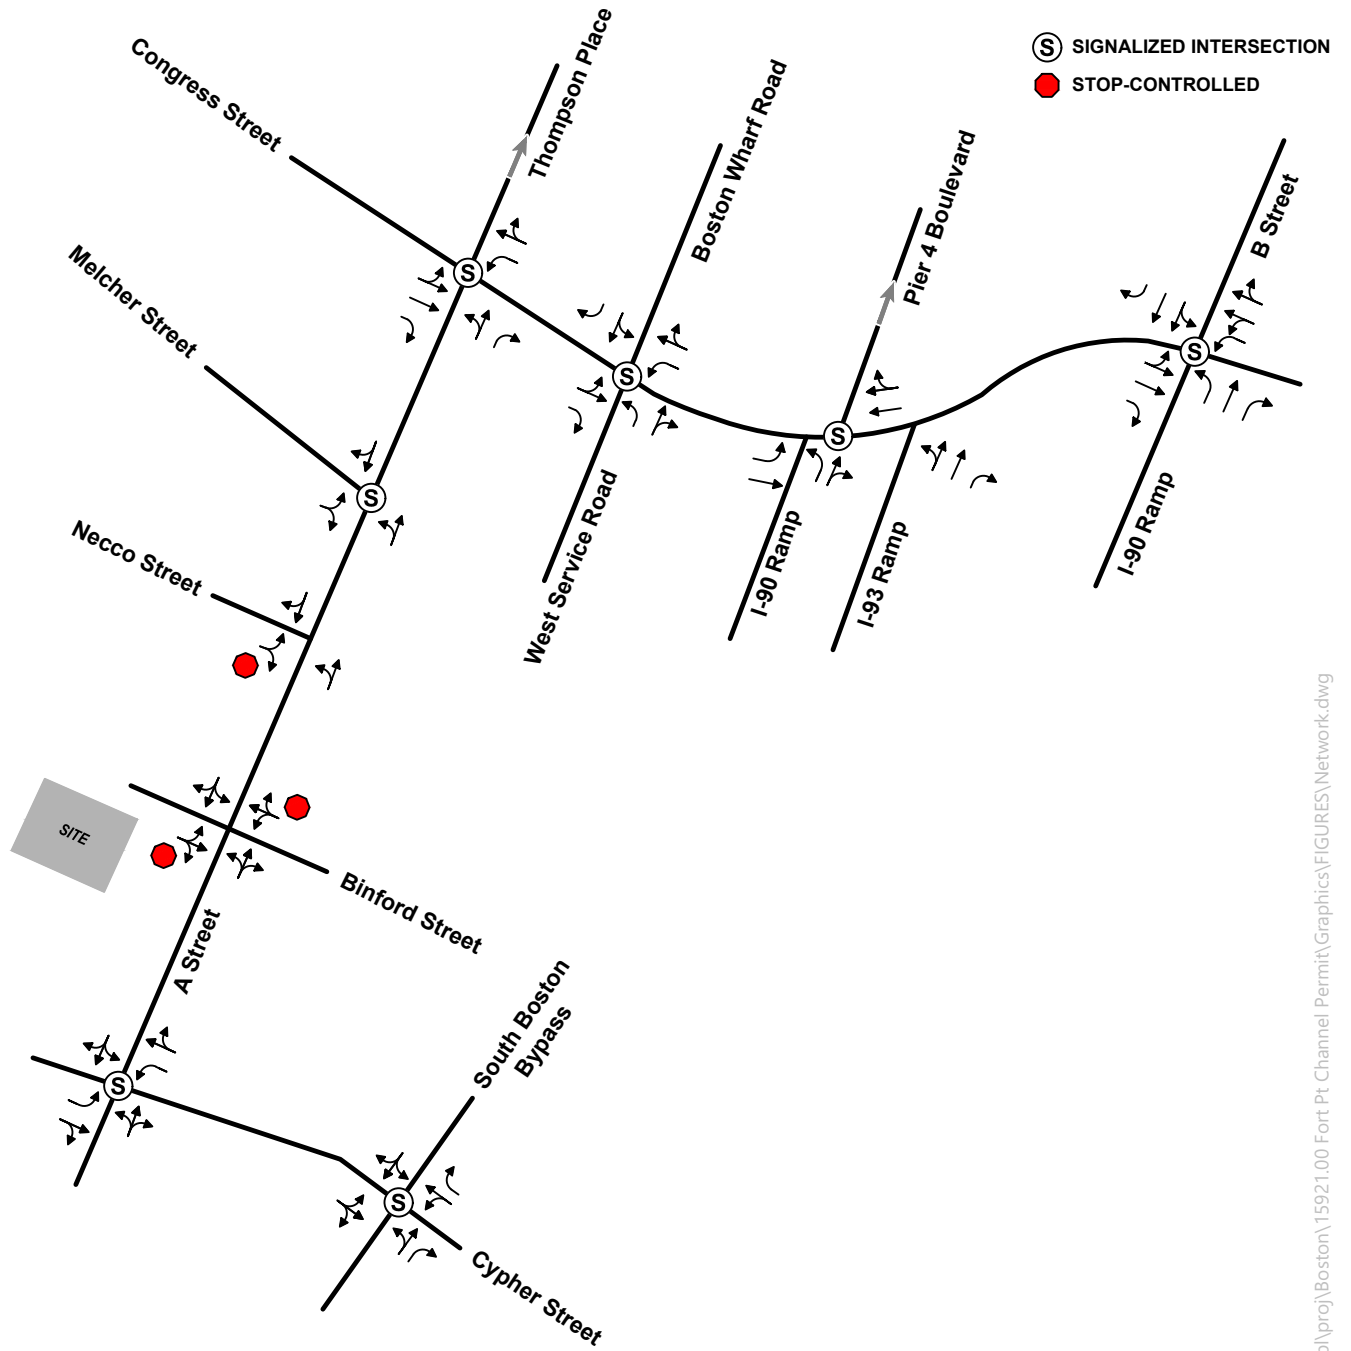 S SIGNALIZED INTERSECTION
STOP-CONTROLLED
Congress Street
Thompson Place
Boston Wharf Road
Pier 4 Boulevard
B Street
Melcher Street
S
S
S
S
S
Necco Street
West Service Road
I-90 Ramp
I-93 Ramp
I-90 Ramp
SITE
Binford Street
A Street
South Boston
Bypass
S
S
Cypher Street
ol\proj\Boston\15921.00 Fort Pt Channel Permit\Graphics\FIGURES\Network.dwg